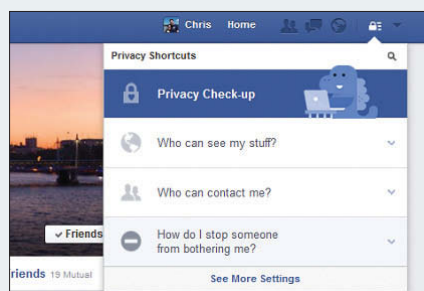 Chris Home
Privacy Shortcuts
Privacy Check-up
Who can see my stuff?
Who can contact me?
Friends
How do I stop someone
from bothering me?
riends 19 Mutual
See More Settings